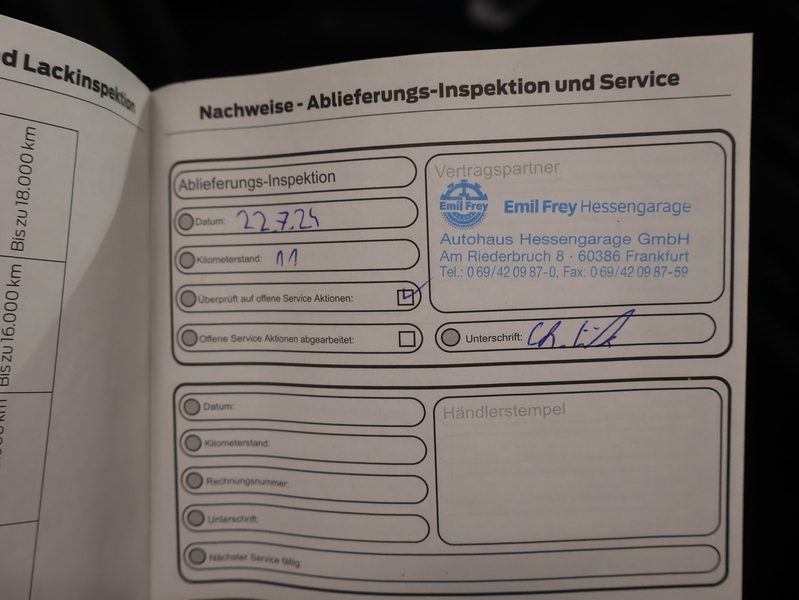 d Lackinspektion
Bis zu 18.000 km
Bis zu 16.000 km
000 km
Nachweise - Ablieferungs-Inspektion und Service
Ablieferungs-Inspektion
Datum: 22.7.24
Kilometerstand: 11
Überprüft auf offene Service Aktionen:
Offene Service Aktionen abgearbeitet:
Vertragspartner
Emil Frey
Emil Frey Hessengarage
Autohaus Hessengarage GmbH
Am Riederbruch 8 · 60386 Frankfurt
Tel.: 069/42 09 87-0, Fax: 069/42 09 87-59
Unterschrift:
Datum:
Kilometerstand:
Rechnungsnummer:
Unterschrift:
Nächster Service fällig:
Händlerstempel